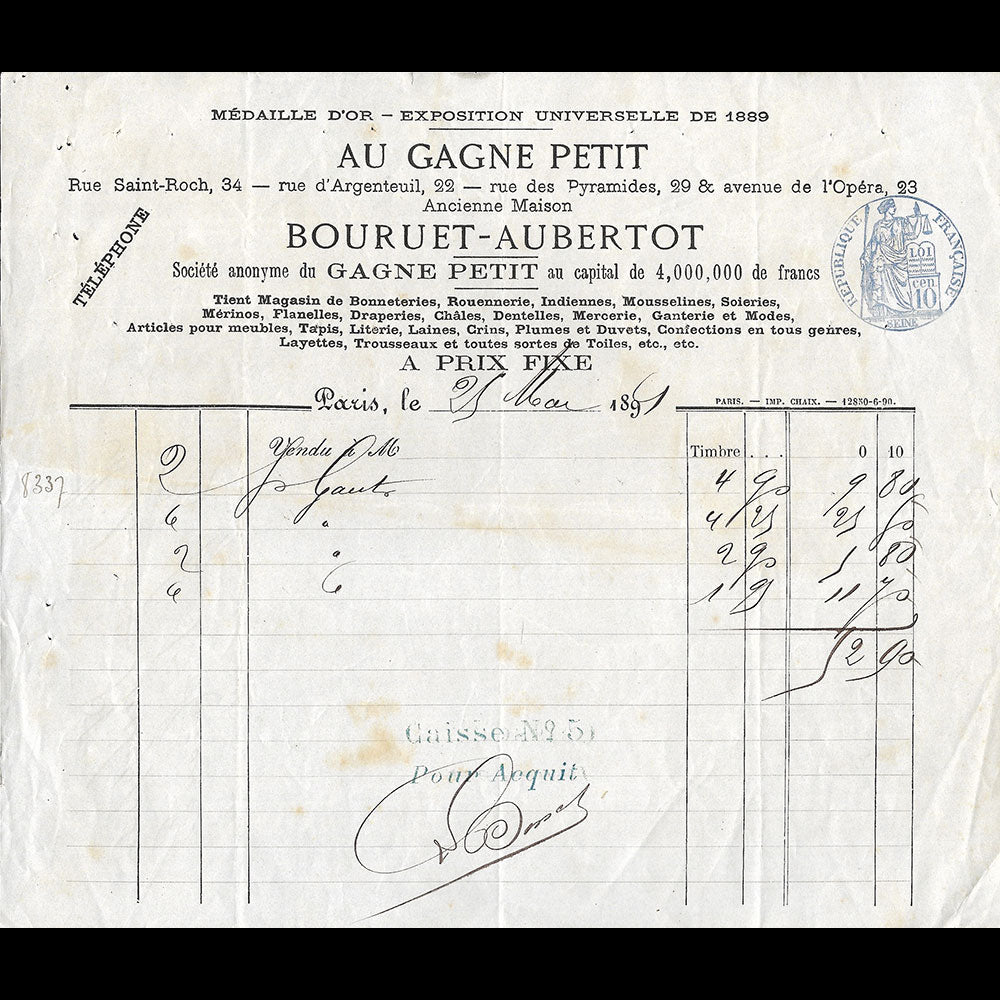 MÉDAILLE D'OR — EXPOSITION UNIVERSELLE DE 1889
AU GAGNE PETIT
Rue Saint-Roch, 34 — rue d'Argenteuil, 22 — rue des Pyramides, 29 & avenue de l'Opéra, 23
Ancienne Maison
BOURUET-AUBERTOT
TÉLÉPHONE
RÉPUBLIQUE FRANÇAISE
LOI
cen.
10
SEINE
Société anonyme du GAGNE PETIT au capital de 4,000,000 de francs
Tient Magasin de Bonneteries, Rouennerie, Indiennes, Mousselines, Soieries,
Mérinos, Flanelles, Draperies, Châles, Dentelles, Mercerie, Ganterie et Modes,
Articles pour meubles, Tapis, Literie, Laines, Crins, Plumes et Duvets, Confections en tous genres,
Layettes, Trousseaux et toutes sortes de Toiles, etc., etc.
A PRIX FIXE
Paris, le 25 Mai 1891
PARIS. — IMP. CHAIX. — 12850-6-90.
Vendu à M Timbre . . . 0 10
8337
2 p Gants 4 90 9 80
6 " 4 25 25 50
2 " 2 90 5 80
6 " 1 95 11 70
52 90
Caisse No 5
Pour Acquit